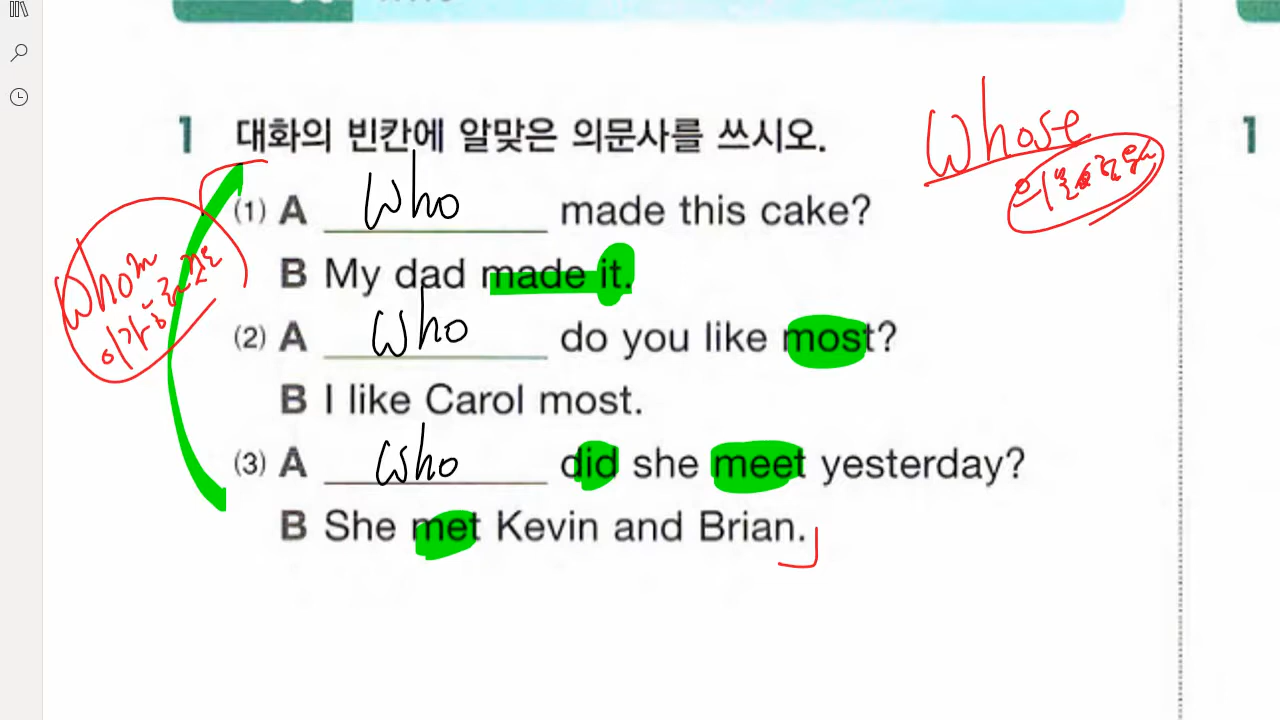 1 대화의 빈칸에 알맞은 의문사를 쓰시오.
Whose
(1) A Who made this cake?
B My dad made it.
Whom
(2) A Who do you like most?
B I like Carol most.
(3) A Who did she meet yesterday?
B She met Kevin and Brian.
1